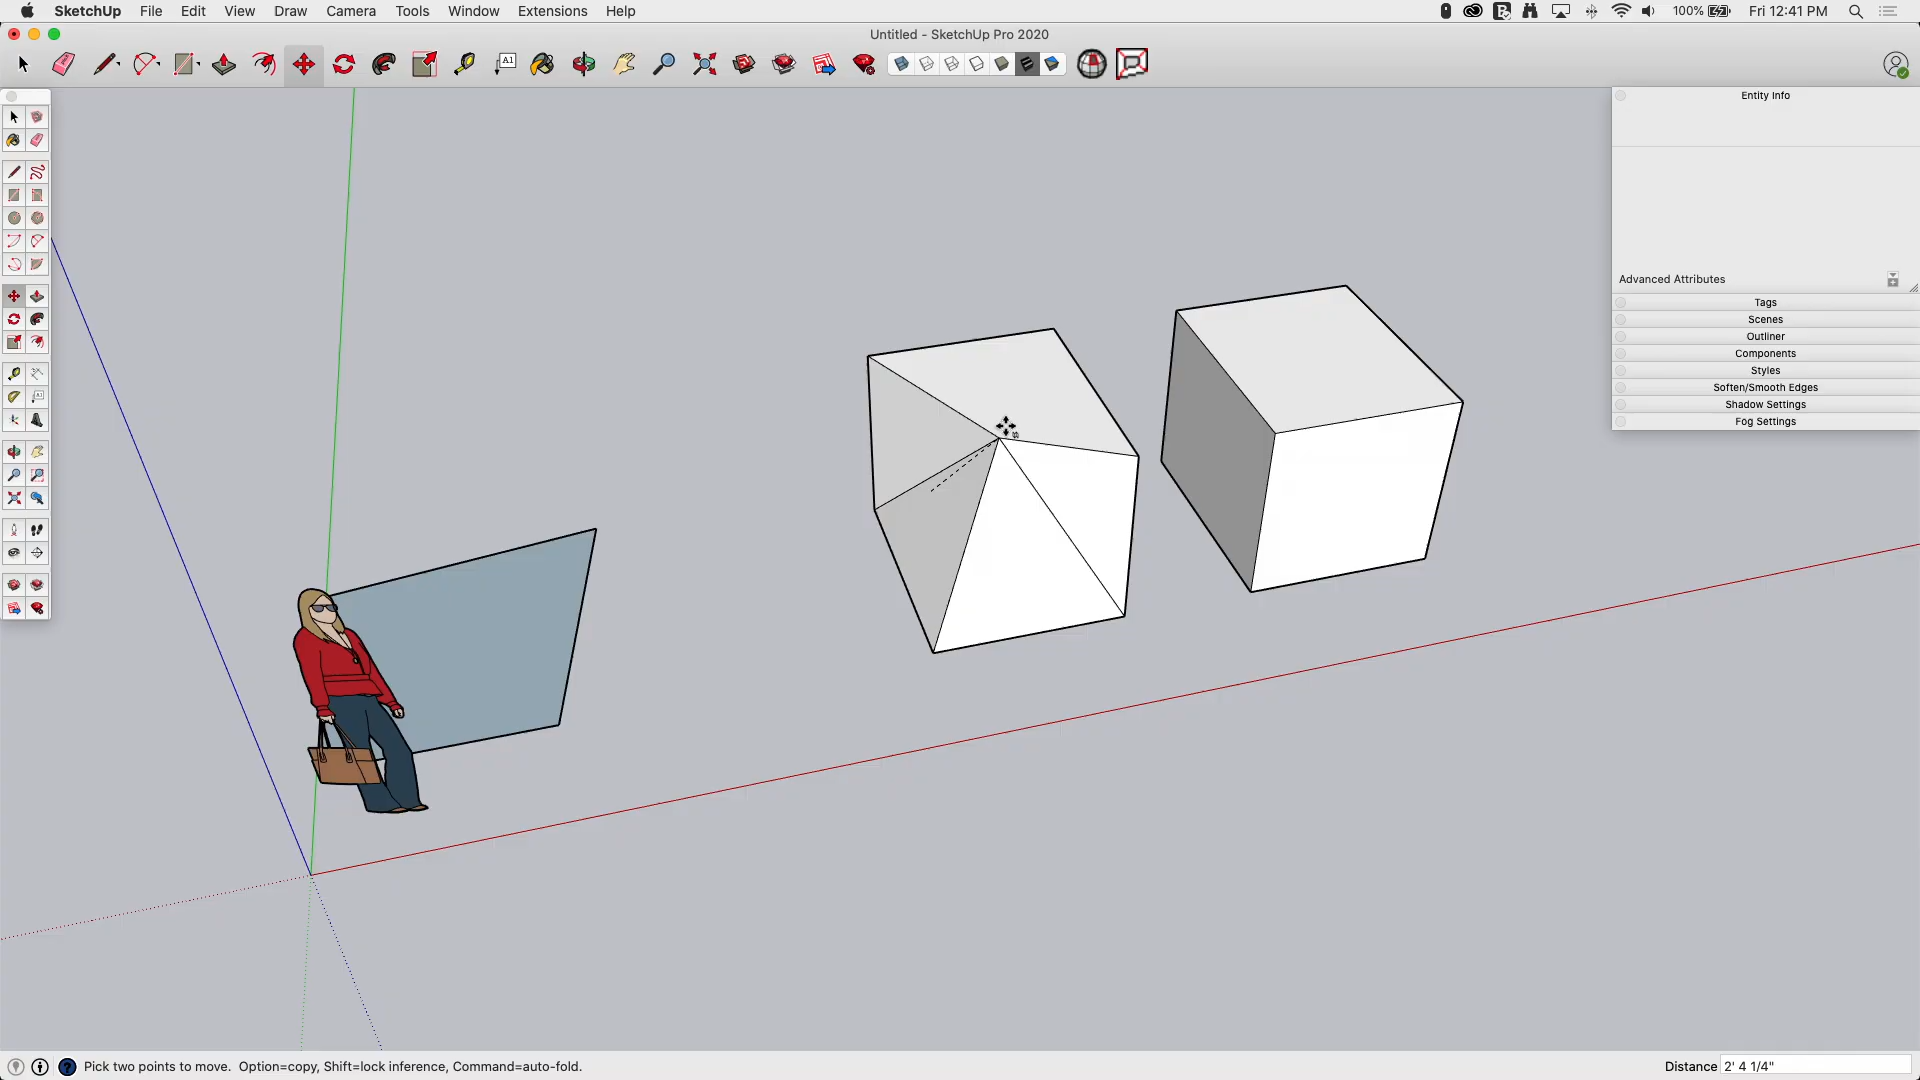 SketchUp File Edit View Draw Camera Tools Window Extensions Help 100% Fri 12:41 PM
Untitled - SketchUp Pro 2020
A1
Entity Info
Advanced Attributes
Tags
Scenes
Outliner
Components
Styles
Soften/Smooth Edges
Shadow Settings
Fog Settings
Pick two points to move. Option=copy, Shift=lock inference, Command=auto-fold. Distance 2' 4 1/4"